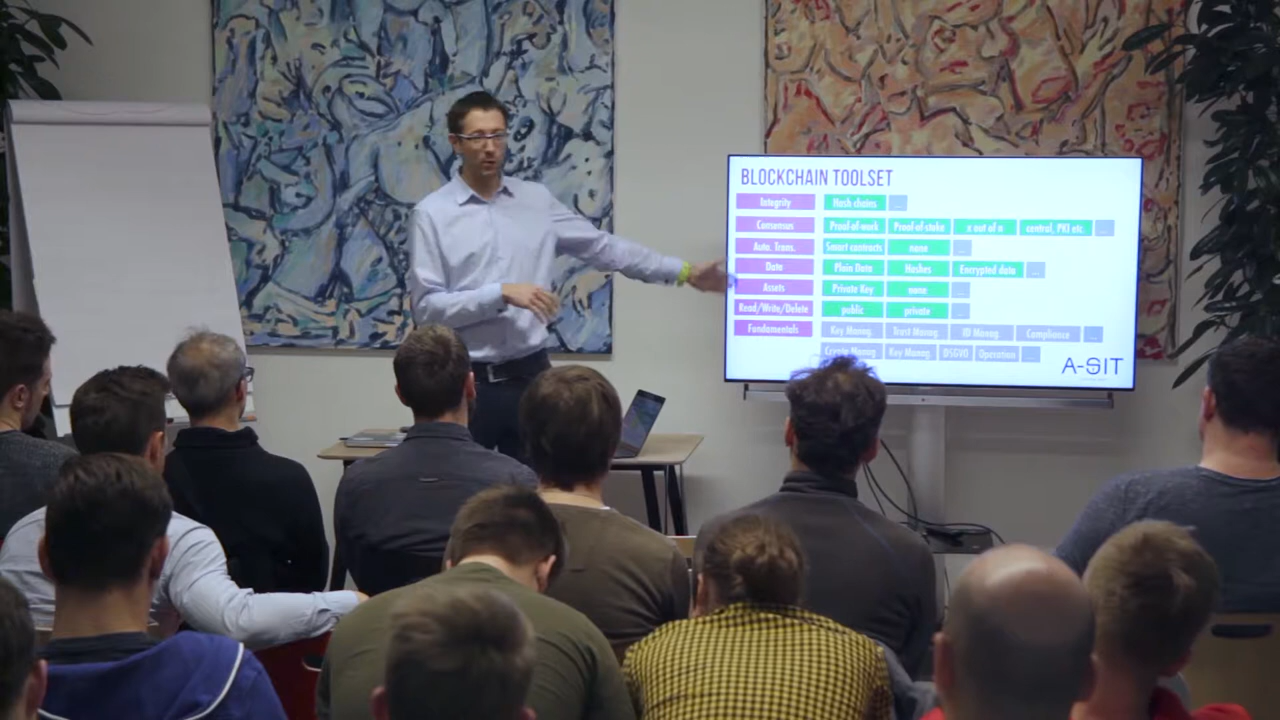 BLOCKCHAIN TOOLSET
Integrity Hash chains ...
Consensus Proof-of-work Proof-of-stake x out of n central, PKI etc. ...
Auto. Trans. Smart contracts none ...
Data Plain Data Hashes Encrypted data ...
Assets Private Key none ...
Read/Write/Delete public private ...
Fundamentals Key Manag. Trust Manag. ID Manag. Compliance ...
Crypto Manag. Key Manag. DSGVO Operation ...
A-SIT